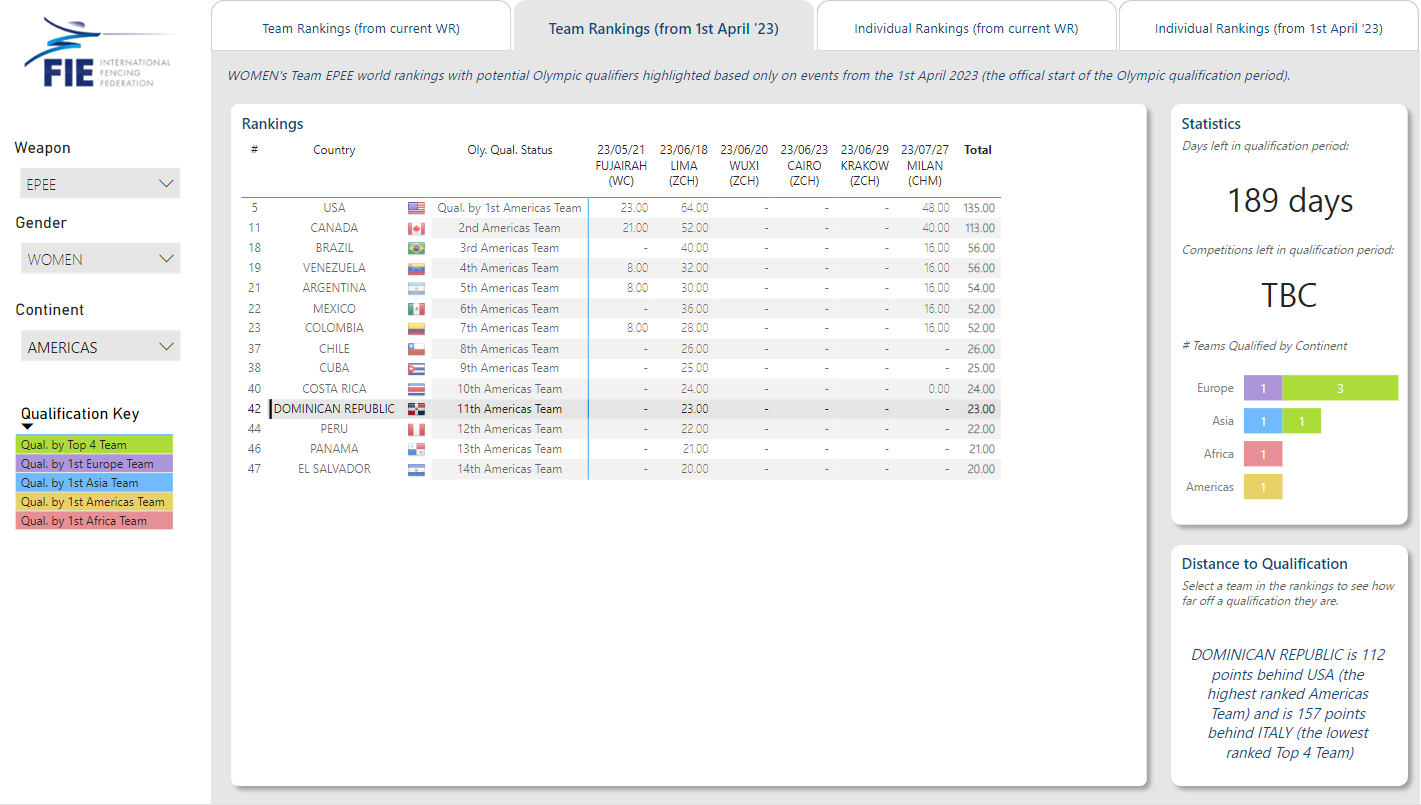 FIE INTERNATIONAL
FENCING
FEDERATION
Weapon
EPEE
Gender
WOMEN
Continent
AMERICAS
Qualification Key
Qual. by Top 4 Team
Qual. by 1st Europe Team
Qual. by 1st Asia Team
Qual. by 1st Americas Team
Qual. by 1st Africa Team
Team Rankings (from current WR) Team Rankings (from 1st April '23) Individual Rankings (from current WR) Individual Rankings (from 1st April '23)
WOMEN's Team EPEE world rankings with potential Olympic qualifiers highlighted based only on events from the 1st April 2023 (the offical start of the Olympic qualification period).
Rankings
# Country Oly. Qual. Status 23/05/21 23/06/18 23/06/20 23/06/23 23/06/29 23/07/27 Total
FUJAIRAH LIMA WUXI CAIRO KRAKOW MILAN
(WC) (ZCH) (ZCH) (ZCH) (ZCH) (CHM)
5 USA Qual. by 1st Americas Team 23.00 64.00 - - - 48.00 135.00
11 CANADA 2nd Americas Team 21.00 52.00 - - - 40.00 113.00
18 BRAZIL 3rd Americas Team - 40.00 - - - 16.00 56.00
19 VENEZUELA 4th Americas Team 8.00 32.00 - - - 16.00 56.00
21 ARGENTINA 5th Americas Team 8.00 30.00 - - - 16.00 54.00
22 MEXICO 6th Americas Team - 36.00 - - - 16.00 52.00
23 COLOMBIA 7th Americas Team 8.00 28.00 - - - 16.00 52.00
37 CHILE 8th Americas Team - 26.00 - - - - 26.00
38 CUBA 9th Americas Team - 25.00 - - - - 25.00
40 COSTA RICA 10th Americas Team - 24.00 - - - 0.00 24.00
42 DOMINICAN REPUBLIC 11th Americas Team - 23.00 - - - - 23.00
44 PERU 12th Americas Team - 22.00 - - - - 22.00
46 PANAMA 13th Americas Team - 21.00 - - - - 21.00
47 EL SALVADOR 14th Americas Team - 20.00 - - - - 20.00
Statistics
Days left in qualification period:
189 days
Competitions left in qualification period:
TBC
# Teams Qualified by Continent
Europe 1 3
Asia 1 1
Africa 1
Americas 1
Distance to Qualification
Select a team in the rankings to see how
far off a qualification they are.
DOMINICAN REPUBLIC is 112
points behind USA (the
highest ranked Americas
Team) and is 157 points
behind ITALY (the lowest
ranked Top 4 Team)